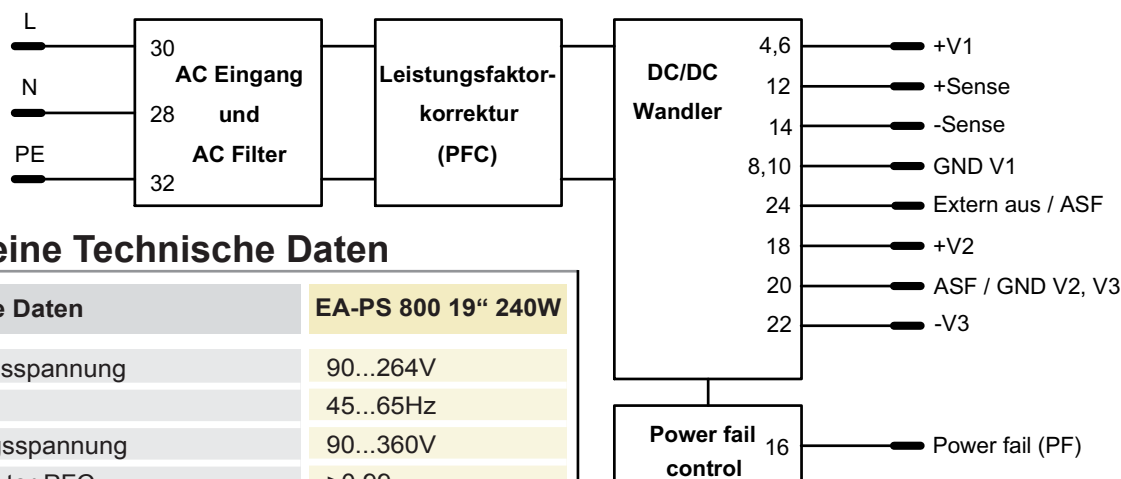 L
30
AC Eingang
und
AC Filter
N
28
PE
32
Leistungsfaktor-
korrektur
(PFC)
DC/DC
Wandler
4,6 +V1
12 +Sense
14 -Sense
8,10 GND V1
24 Extern aus / ASF
18 +V2
20 ASF / GND V2, V3
22 -V3
Power fail
control
16 Power fail (PF)
eine Technische Daten
e Daten EA-PS 800 19“ 240W
sspannung 90...264V
45...65Hz
gsspannung 90...360V